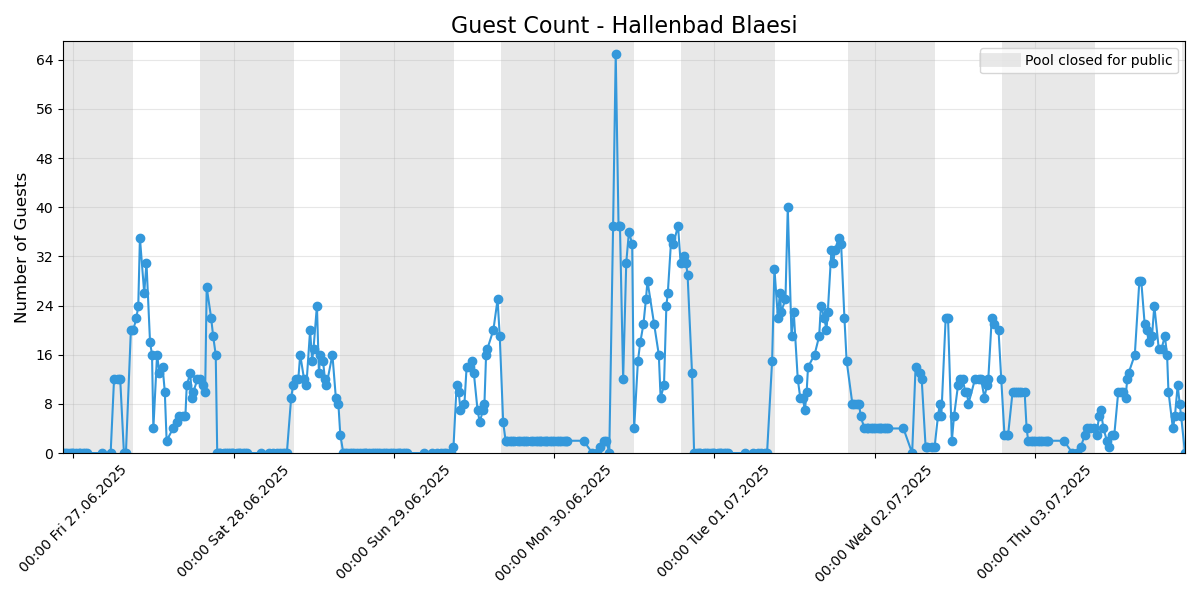 Guest Count - Hallenbad Blaesi
Pool closed for public
Number of Guests
64
56
48
40
32
24
16
8
0
00:00 Fri 27.06.2025
00:00 Sat 28.06.2025
00:00 Sun 29.06.2025
00:00 Mon 30.06.2025
00:00 Tue 01.07.2025
00:00 Wed 02.07.2025
00:00 Thu 03.07.2025